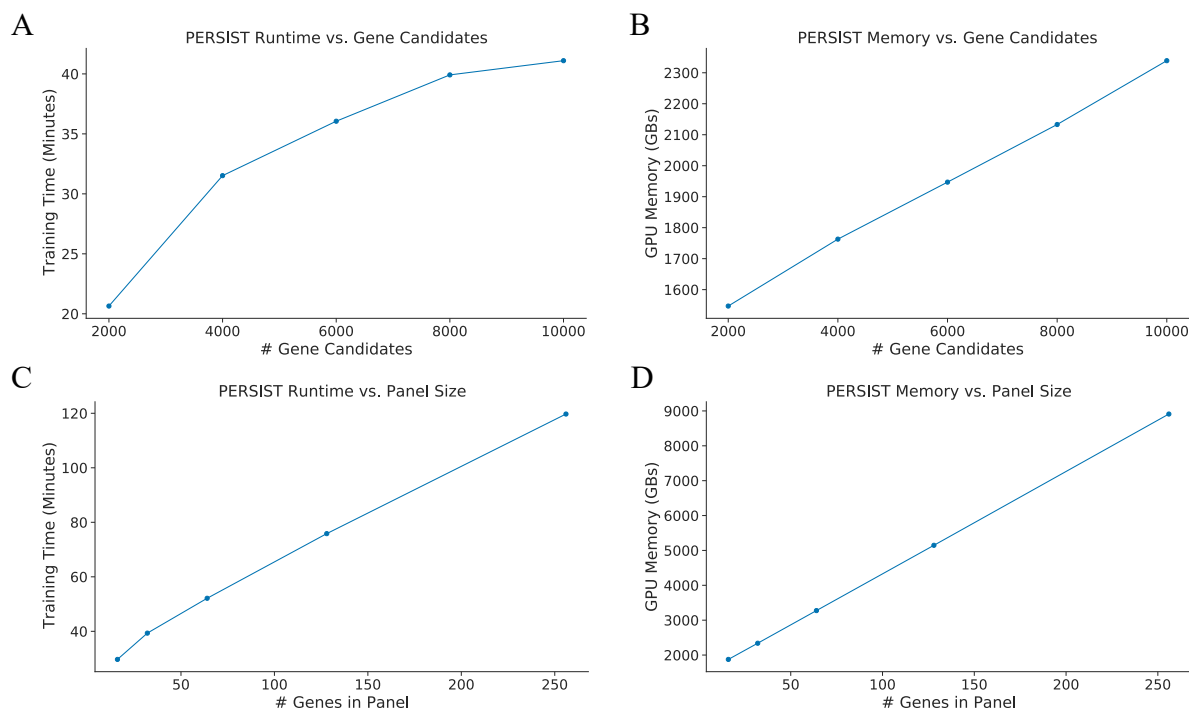 A
PERSIST Runtime vs. Gene Candidates
Training Time (Minutes)
40
35
30
25
20
2000 4000 6000 8000 10000
# Gene Candidates
B
PERSIST Memory vs. Gene Candidates
GPU Memory (GBs)
2300
2200
2100
2000
1900
1800
1700
1600
2000 4000 6000 8000 10000
# Gene Candidates
C
PERSIST Runtime vs. Panel Size
Training Time (Minutes)
120
100
80
60
40
50 100 150 200 250
# Genes in Panel
D
PERSIST Memory vs. Panel Size
GPU Memory (GBs)
9000
8000
7000
6000
5000
4000
3000
2000
50 100 150 200 250
# Genes in Panel